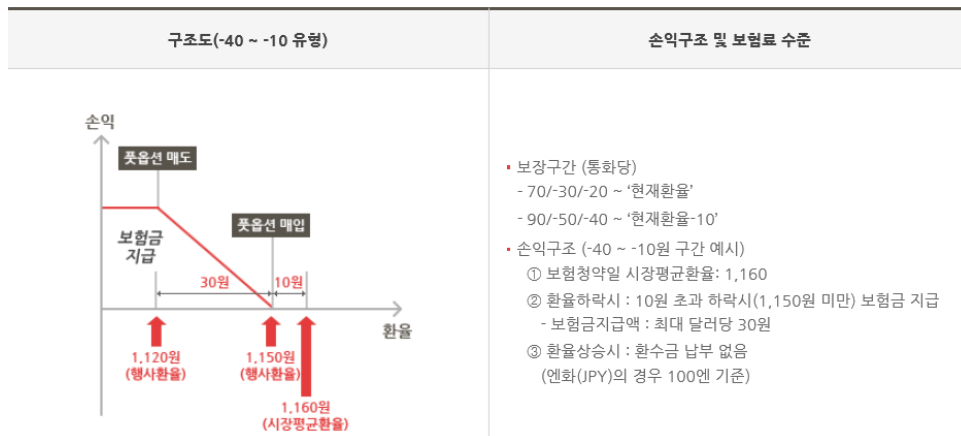 구조도(-40 ~ -10 유형)
손익구조 및 보험료 수준
손익
풋옵션 매도
보험금
지급
풋옵션 매입
30원
10원
환율
1,120원
(행사환율)
1,150원
(행사환율)
1,160원
(시장평균환율)
▪ 보장구간 (통화당)
- 70/-30/-20 ~ ‘현재환율’
- 90/-50/-40 ~ ‘현재환율-10’
▪ 손익구조 (-40 ~ -10원 구간 예시)
① 보험청약일 시장평균환율: 1,160
② 환율하락시 : 10원 초과 하락시(1,150원 미만) 보험금 지급
- 보험금지급액 : 최대 달러당 30원
③ 환율상승시 : 환수금 납부 없음
(엔화(JPY)의 경우 100엔 기준)